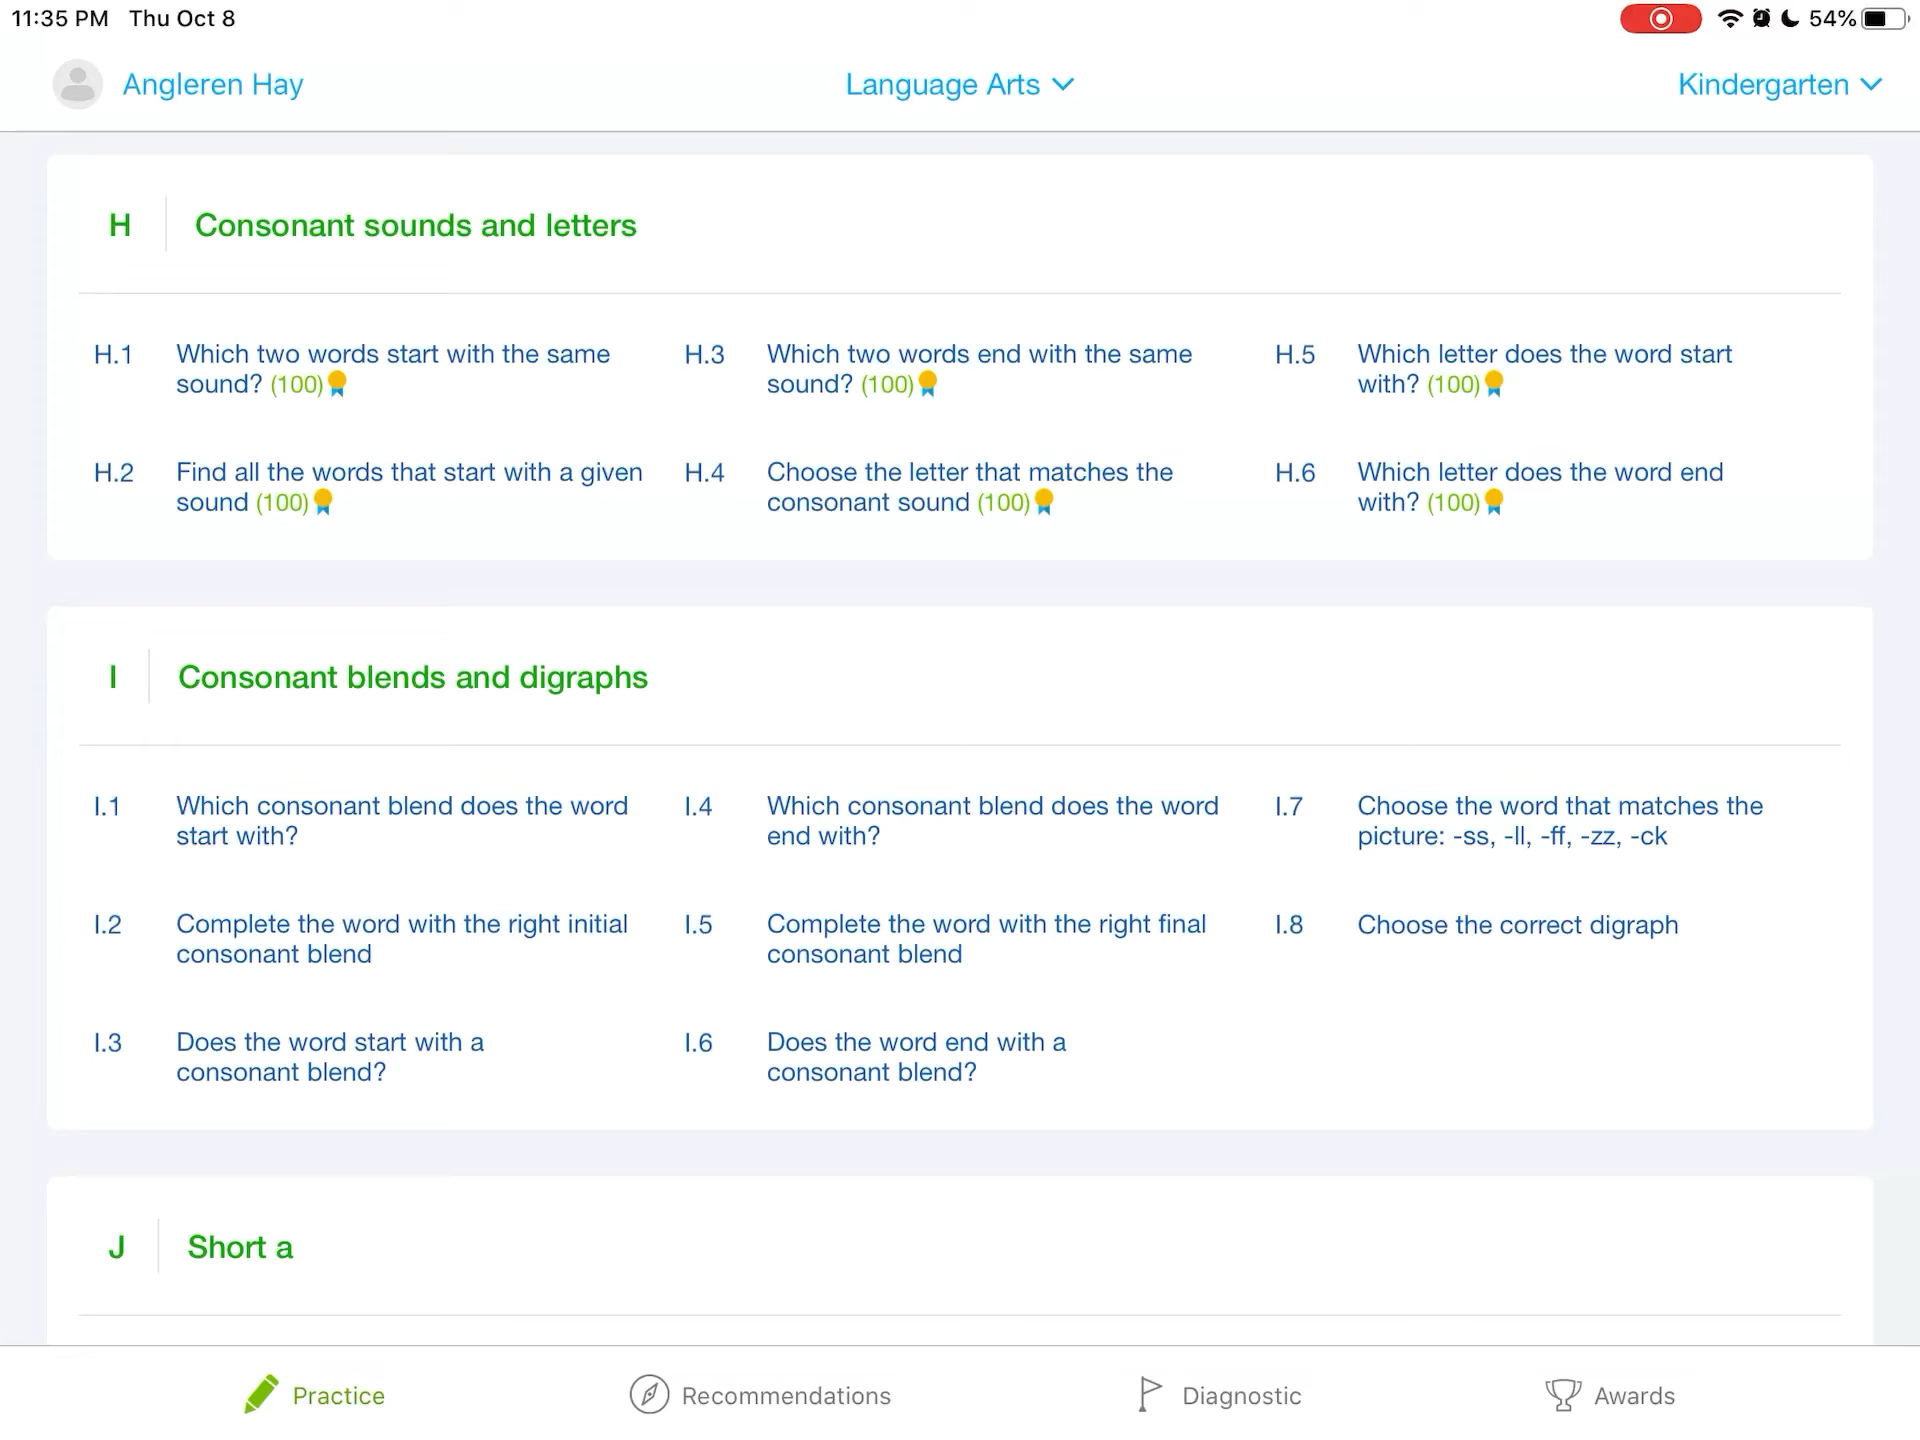 11:35 PM Thu Oct 8
54%
Angleren Hay
Language Arts
Kindergarten
H Consonant sounds and letters
H.1 Which two words start with the same
sound? (100)
H.2 Find all the words that start with a given
sound (100)
H.3 Which two words end with the same
sound? (100)
H.4 Choose the letter that matches the
consonant sound (100)
H.5 Which letter does the word start
with? (100)
H.6 Which letter does the word end
with? (100)
I Consonant blends and digraphs
I.1 Which consonant blend does the word
start with?
I.2 Complete the word with the right initial
consonant blend
I.3 Does the word start with a
consonant blend?
I.4 Which consonant blend does the word
end with?
I.5 Complete the word with the right final
consonant blend
I.6 Does the word end with a
consonant blend?
I.7 Choose the word that matches the
picture: -ss, -ll, -ff, -zz, -ck
I.8 Choose the correct digraph
J Short a
Practice
Recommendations
Diagnostic
Awards